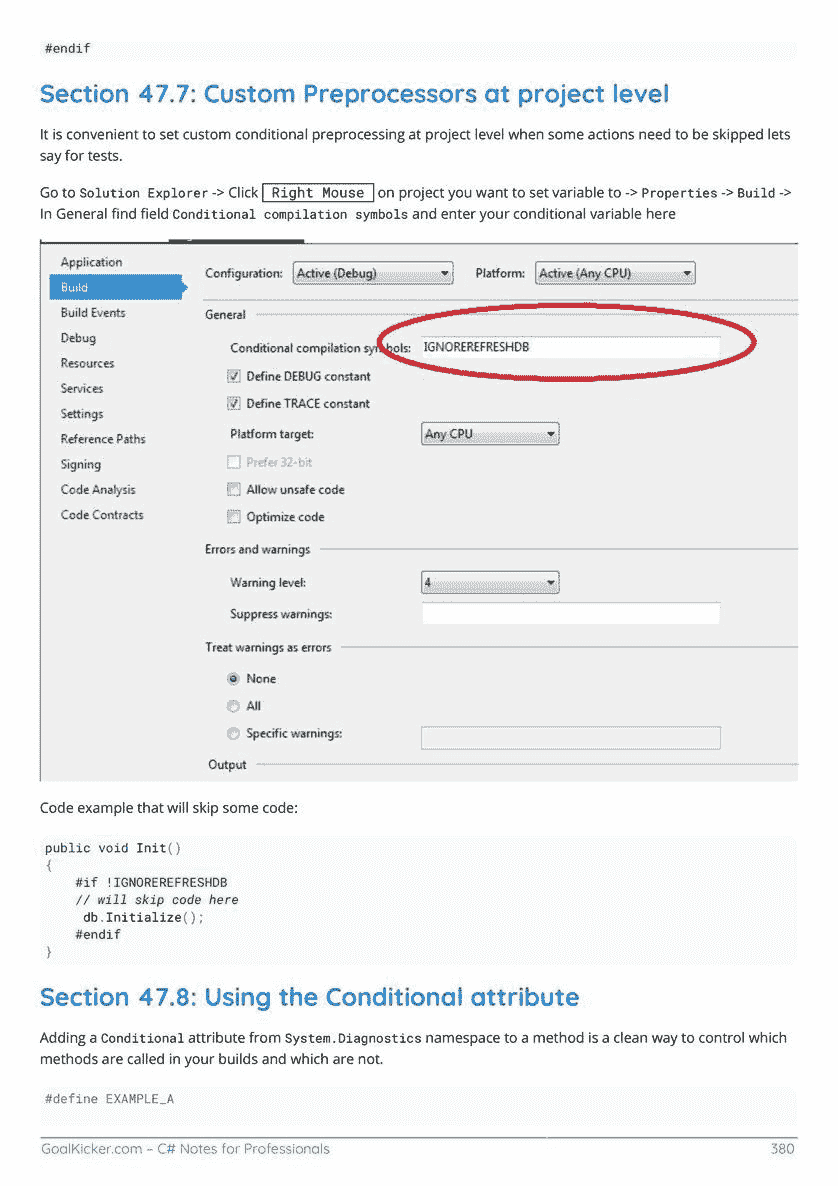 #endif
Section 47.7: Custom Preprocessors at project level
It is convenient to set custom conditional preprocessing at project level when some actions need to be skipped lets
say for tests.
Go to Solution Explorer -> Click Right Mouse on project you want to set variable to -> Properties -> Build ->
In General find field Conditional compilation symbols and enter your conditional variable here
Application
Build
Build Events
Debug
Resources
Services
Settings
Reference Paths
Signing
Code Analysis
Code Contracts
Configuration: Active (Debug) Platform: Active (Any CPU)
General
Conditional compilation symbols: IGNOREREFRESHDB
Define DEBUG constant
Define TRACE constant
Platform target: Any CPU
Prefer 32-bit
Allow unsafe code
Optimize code
Errors and warnings
Warning level: 4
Suppress warnings:
Treat warnings as errors
None
All
Specific warnings:
Output
Code example that will skip some code:
public void Init()
{
    #if !IGNOREREFRESHDB
    // will skip code here
     db.Initialize();
    #endif
}
Section 47.8: Using the Conditional attribute
Adding a Conditional attribute from System.Diagnostics namespace to a method is a clean way to control which
methods are called in your builds and which are not.
#define EXAMPLE_A
GoalKicker.com – C# Notes for Professionals 380